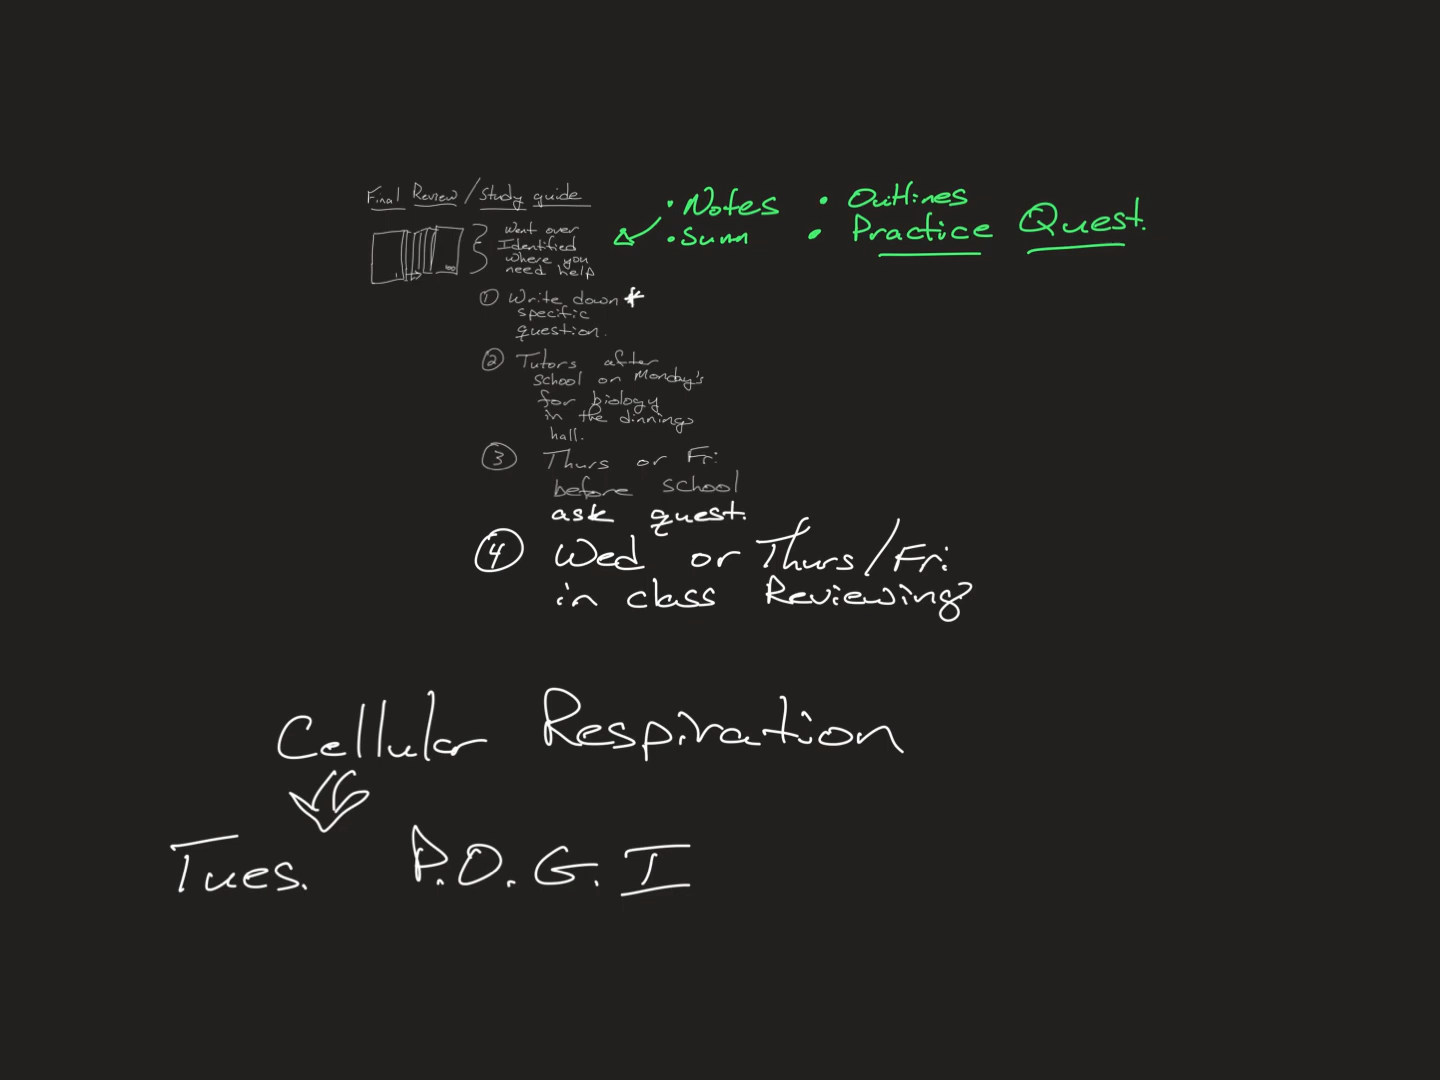 Final Review / Study guide
• Notes • Outlines
• Summ • Practice Quest.
Went over
Identified
where you
need help
① Write down *
specific
question.
② Tutors after
school on Monday's
for biology
in the dinning
hall.
③ Thurs or Fri
before school
ask quest.
④ Wed or Thurs/Fri
in class Reviewing
Cellular Respiration
Tues. P.O.G.I